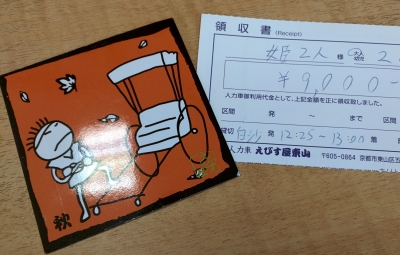 秋
領収書 (Receipt)
姫2人 様
¥9,000-
人力車御利用代金として、上記金額を正に領収致しました。
区間 発 〜 まで 区間
貸切 12:25〜13:00 着
人力車 えびす屋東山 〒605-0864 京都市東山区五